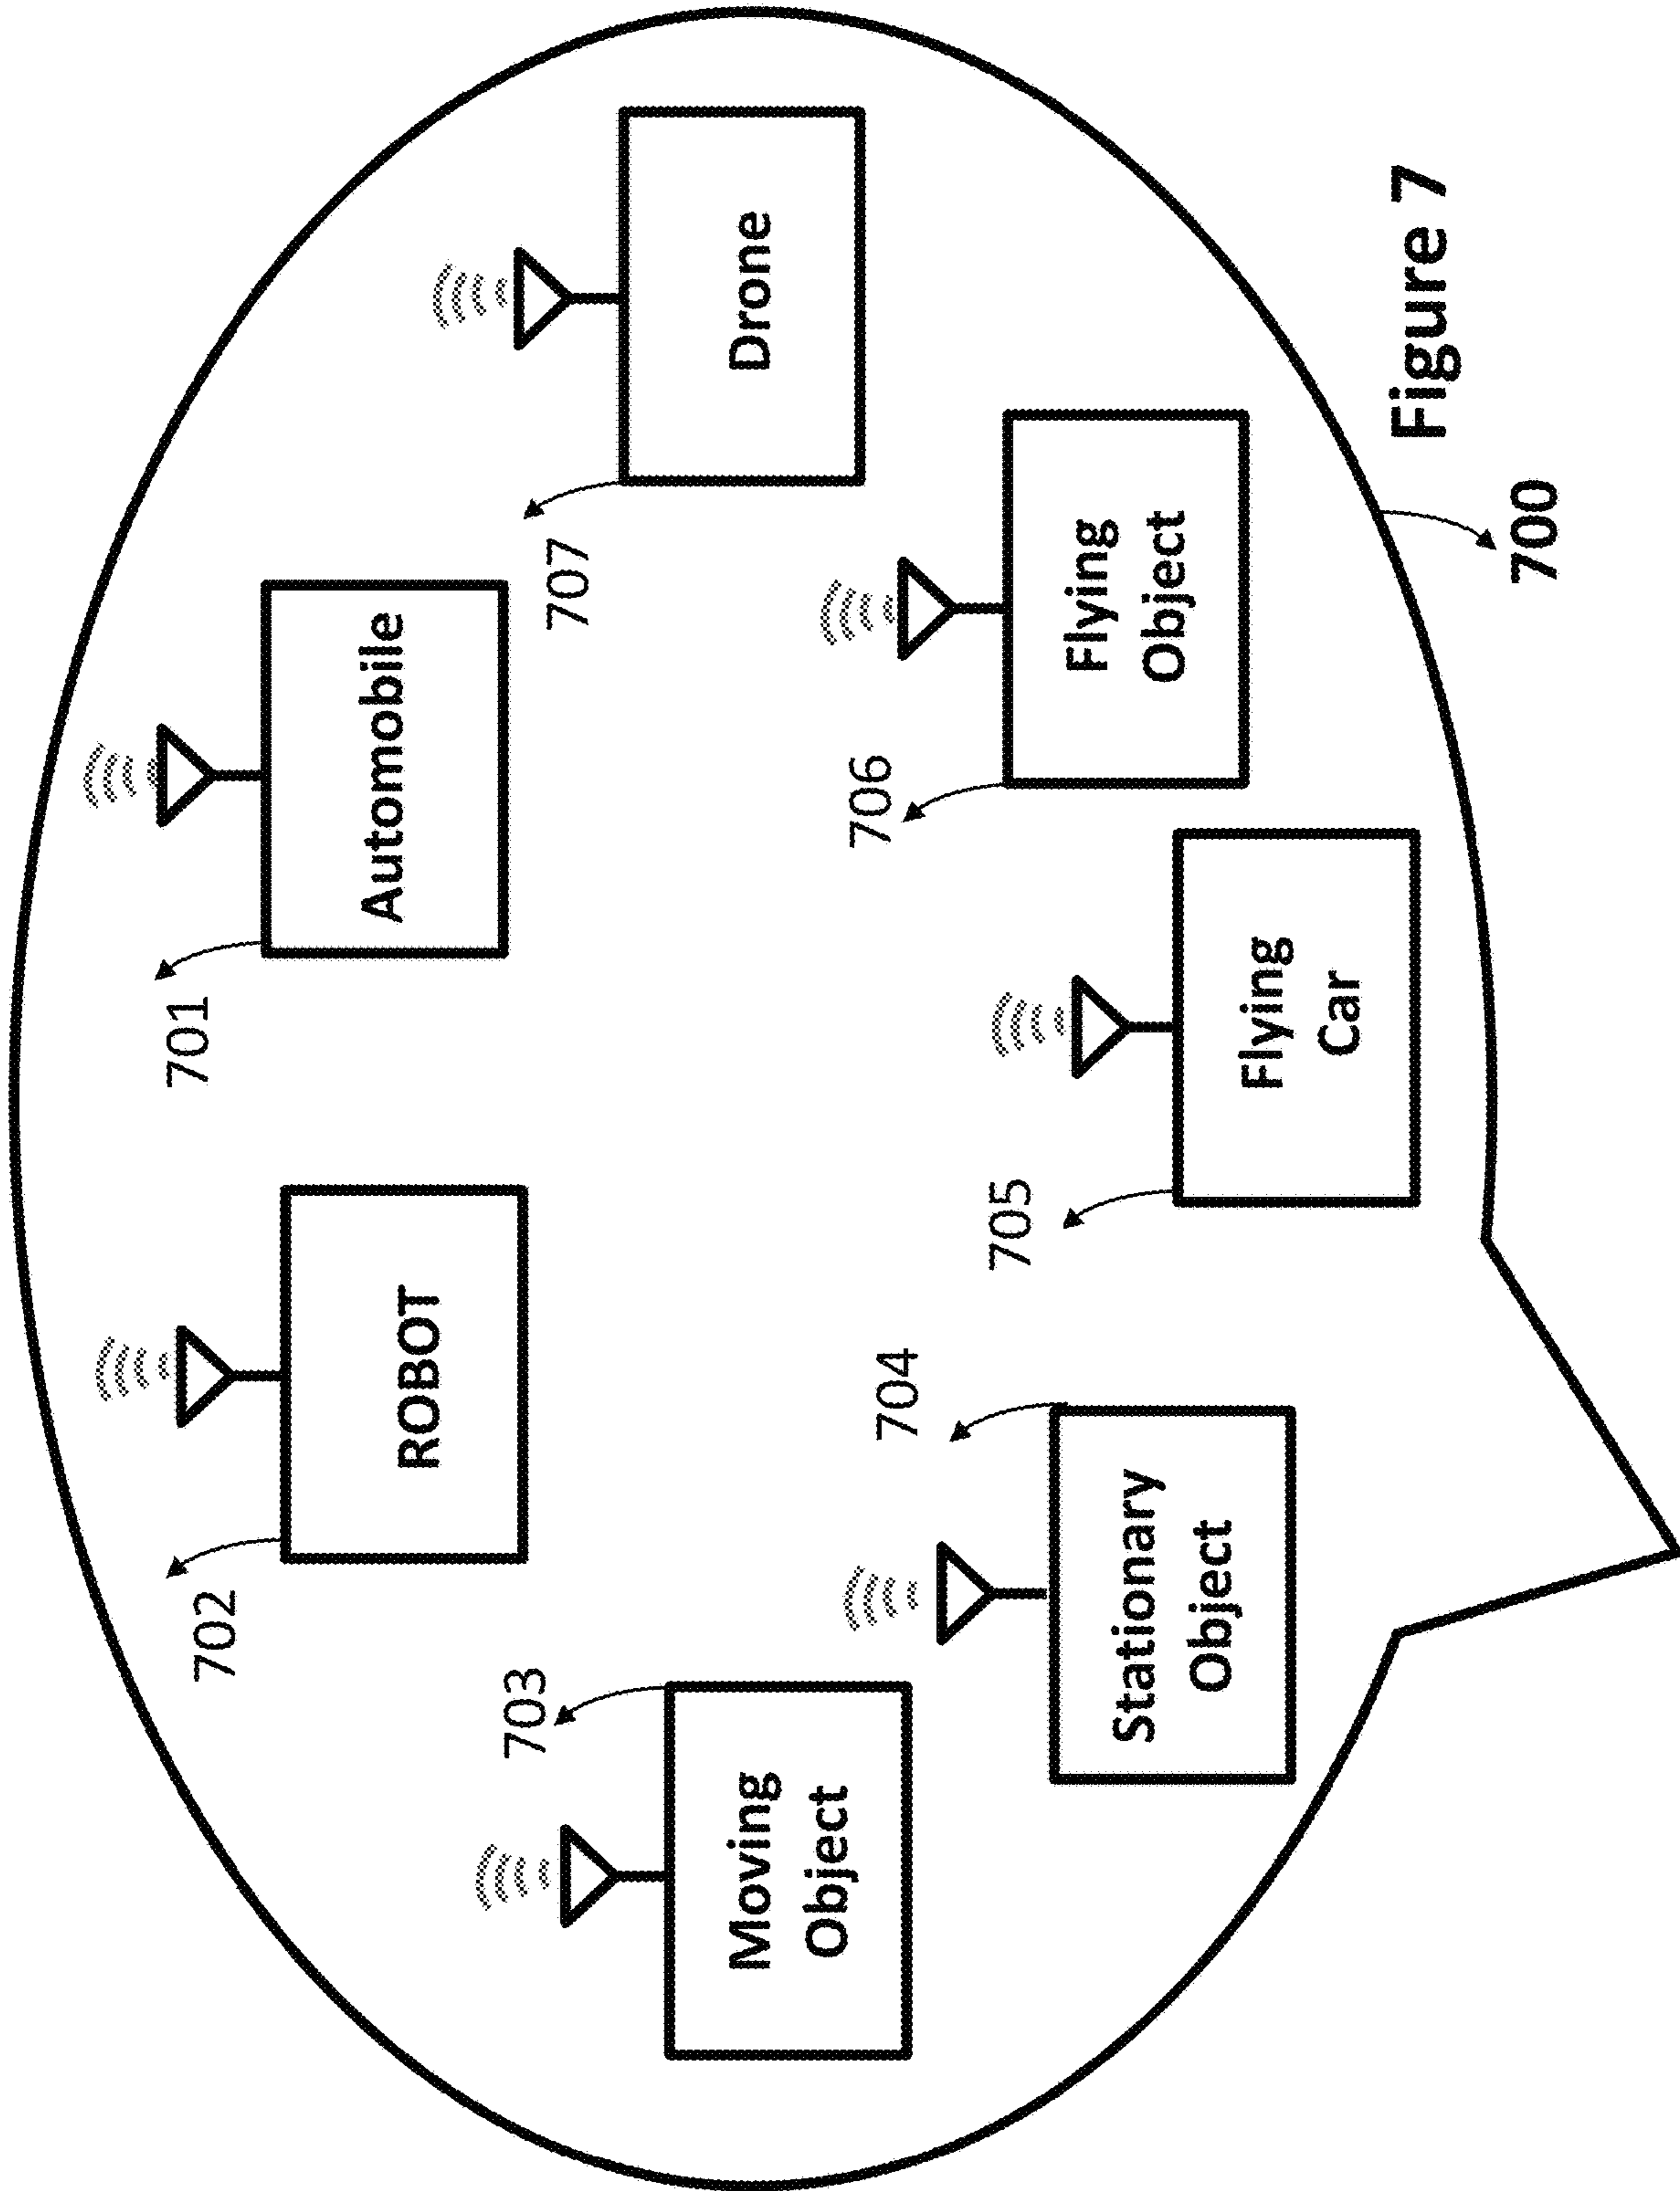 702
ROBOT
701
Automobile
703
Moving
Object
707
Drone
704
Stationary
Object
706
Flying
Object
705
Flying
Car
700
Figure 7